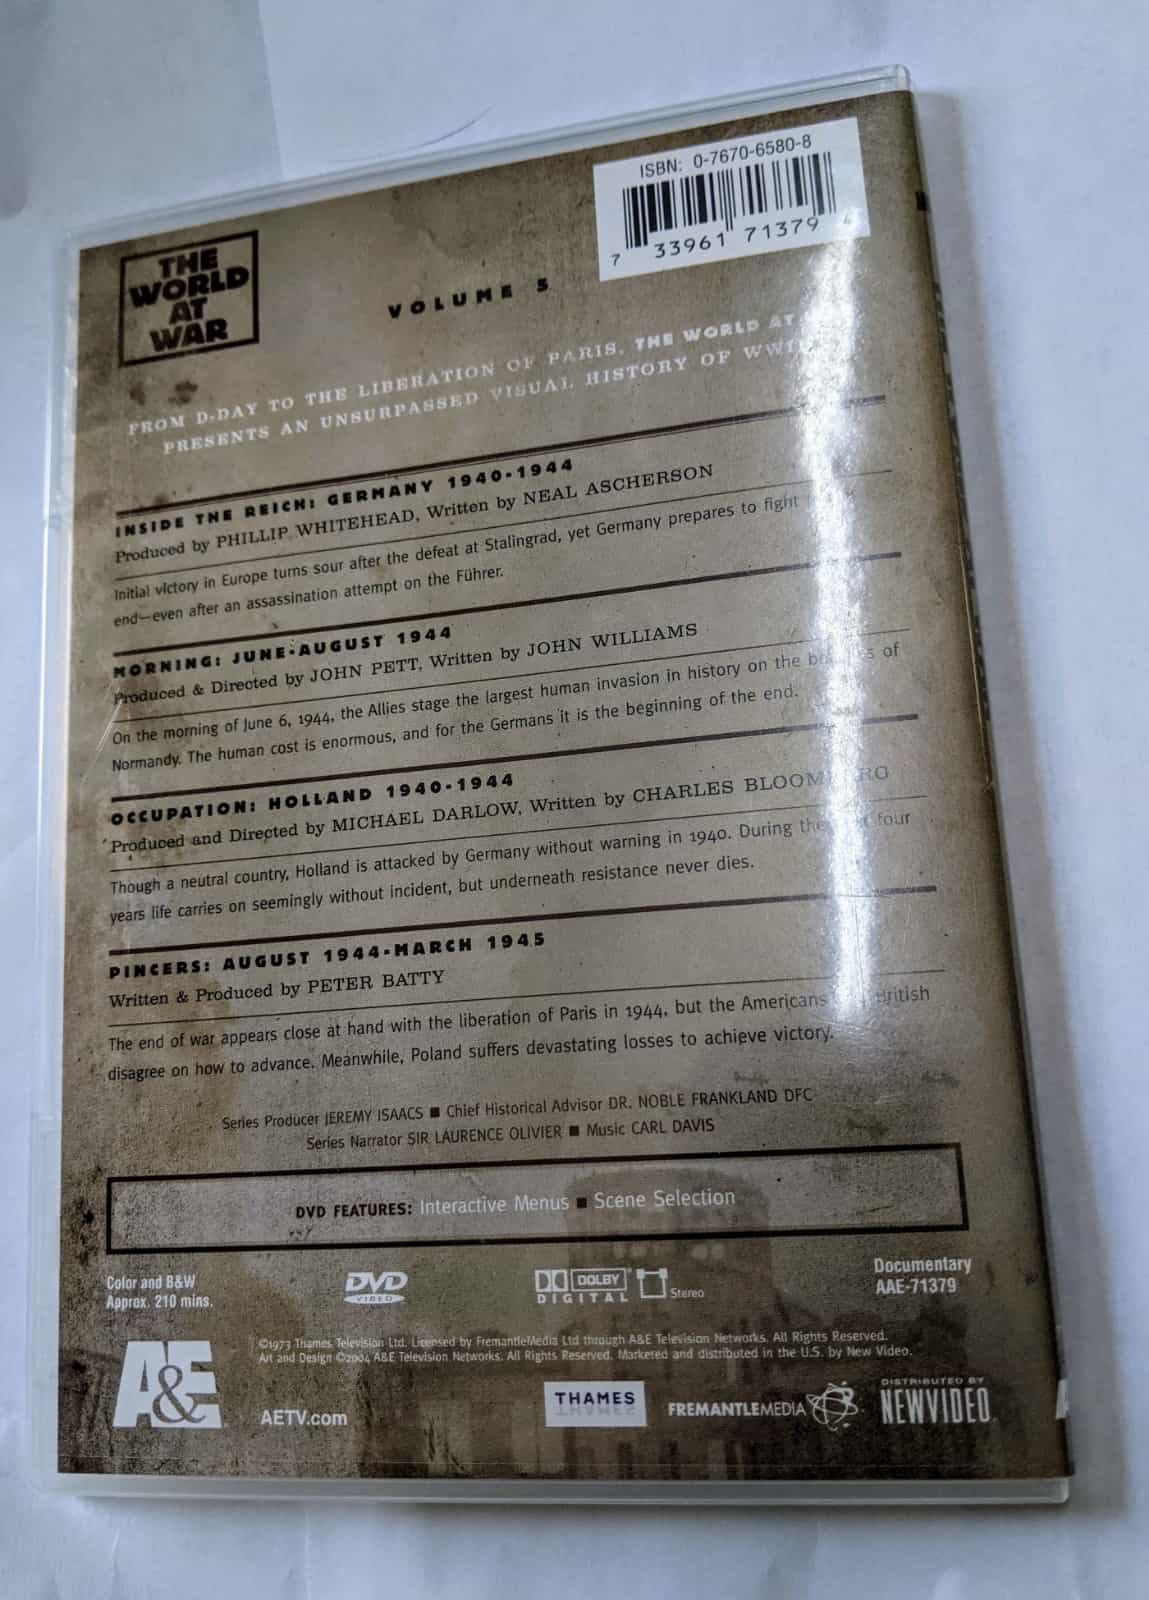 ISBN: 0-7670-6580-8
7 33961 71379
THE
WORLD
AT
WAR
VOLUME 5
FROM D-DAY TO THE LIBERATION OF PARIS, THE WORLD AT
PRESENTS AN UNSURPASSED VISUAL HISTORY OF WWII
INSIDE THE REICH: GERMANY 1940-1944
Produced by PHILLIP WHITEHEAD, Written by NEAL ASCHERSON
Initial victory in Europe turns sour after the defeat at Stalingrad, yet Germany prepares to fight
end—even after an assassination attempt on the Führer.
MORNING: JUNE-AUGUST 1944
Produced & Directed by JOHN PETT, Written by JOHN WILLIAMS
On the morning of June 6, 1944, the Allies stage the largest human invasion in history on the of
Normandy. The human cost is enormous, and for the Germans it is the beginning of the end.
OCCUPATION: HOLLAND 1940-1944
Produced and Directed by MICHAEL DARLOW, Written by CHARLES
Though a neutral country, Holland is attacked by Germany without warning in 1940. During the four
years life carries on seemingly without incident, but underneath resistance never dies.
PINCERS: AUGUST 1944-MARCH 1945
Written & Produced by PETER BATTY
The end of war appears close at hand with the liberation of Paris in 1944, but the Americans British
disagree on how to advance. Meanwhile, Poland suffers devastating losses to achieve victory.
Series Producer JEREMY ISAACS ■ Chief Historical Advisor DR. NOBLE FRANKLAND DFC
Series Narrator SIR LAURENCE OLIVIER ■ Music CARL DAVIS
DVD FEATURES: Interactive Menus ■ Scene Selection
Color and B&W
Approx. 210 mins.
DVD
VIDEO
DOLBY
DIGITAL
Stereo
Documentary
AAE-71379
©1973 Thames Television Ltd. Licensed by FremantleMedia Ltd through A&E Television Networks. All Rights Reserved.
Art and Design ©2004 A&E Television Networks. All Rights Reserved. Marketed and distributed in the U.S. by New Video.
A&E
AETV.com
THAMES
FREMANTLEMEDIA
DISTRIBUTED BY
NEWVIDEO